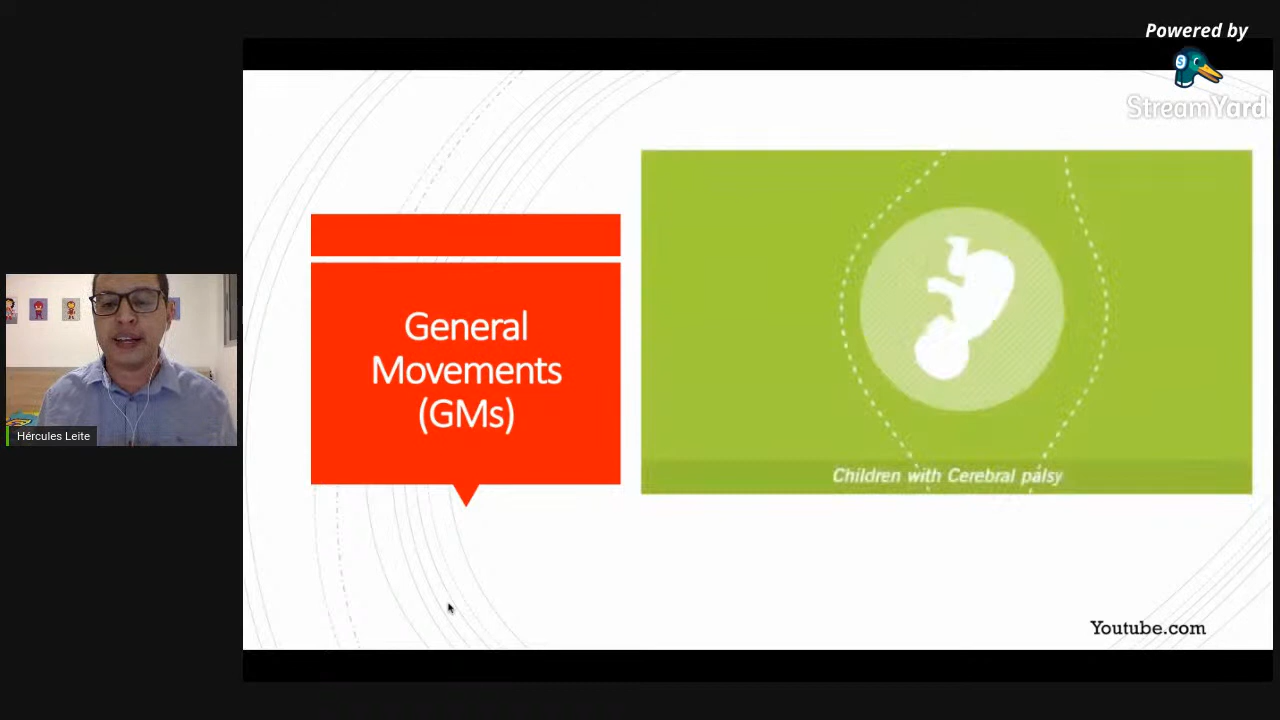 Powered by
StreamYard
General
Movements
(GMs)
Children with Cerebral palsy
Hércules Leite
Youtube.com